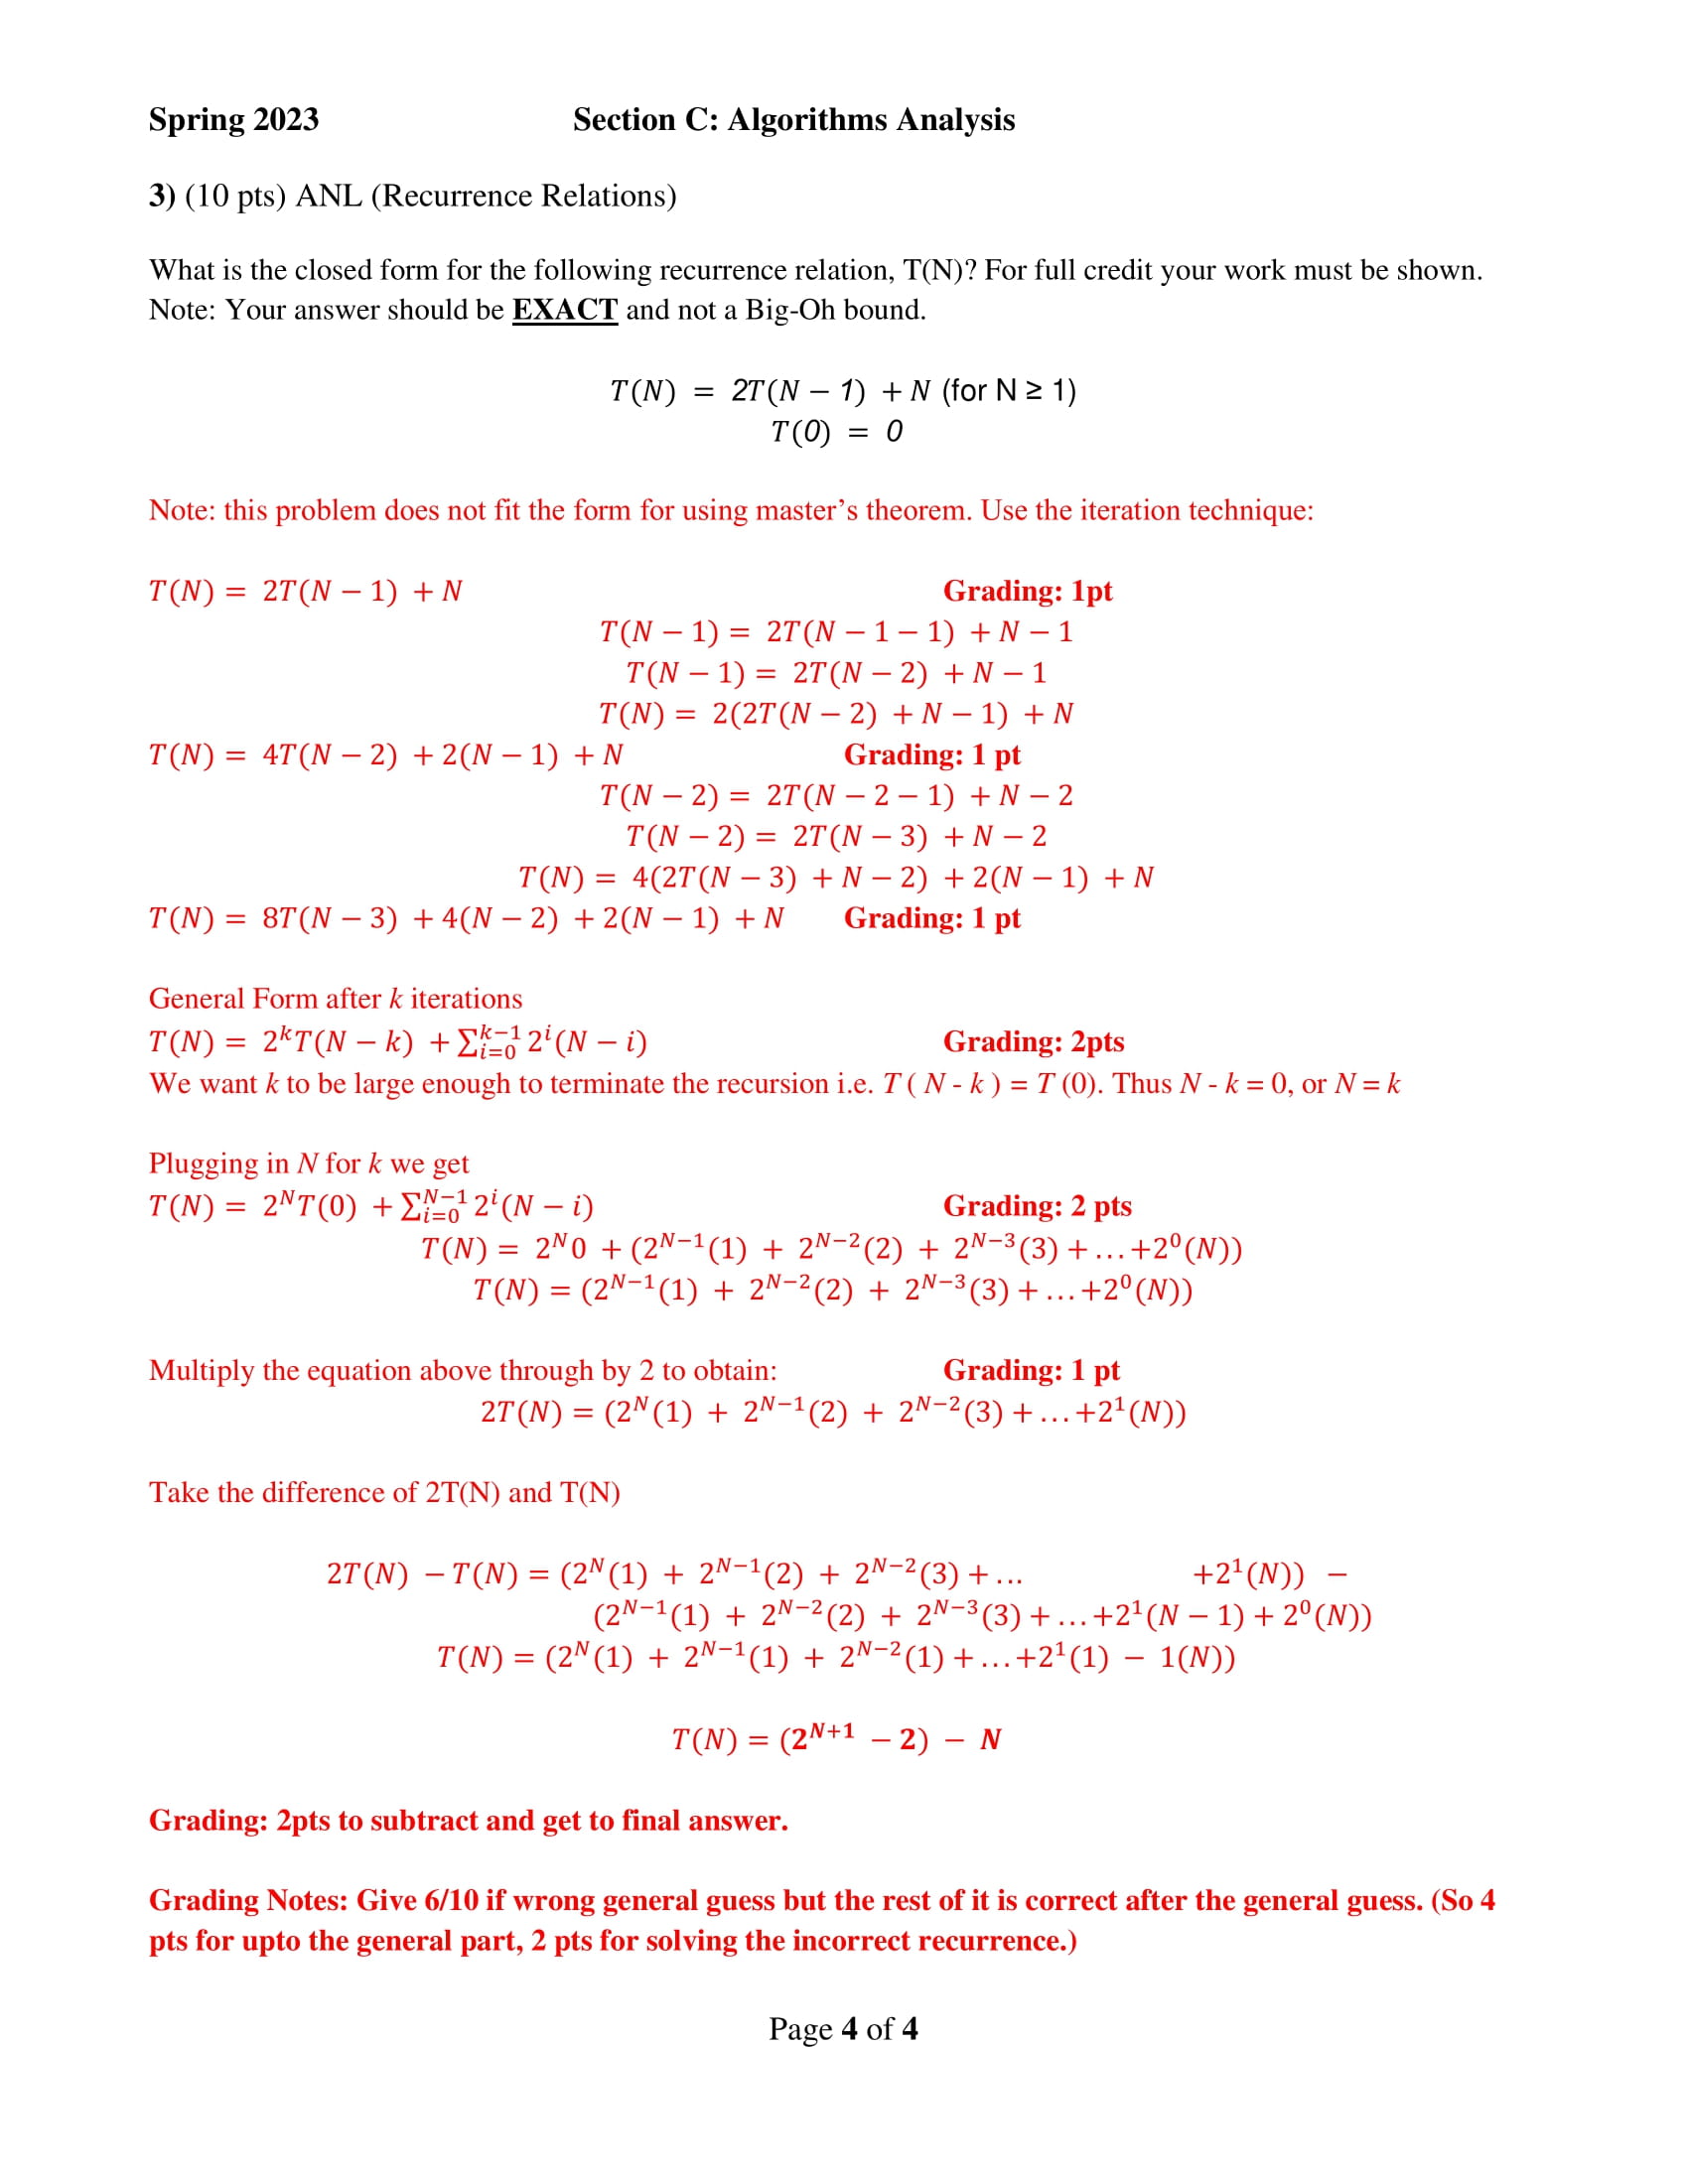 Spring 2023 Section C: Algorithms Analysis
3) (10 pts) ANL (Recurrence Relations)
What is the closed form for the following recurrence relation, T(N)? For full credit your work must be shown.
Note: Your answer should be EXACT and not a Big-Oh bound.
T(N) = 2T(N − 1) + N (for N ≥ 1)
T(0) = 0
Note: this problem does not fit the form for using master’s theorem. Use the iteration technique:
T(N) = 2T(N − 1) + N Grading: 1pt
T(N − 1) = 2T(N − 1 − 1) + N − 1
T(N − 1) = 2T(N − 2) + N − 1
T(N) = 2(2T(N − 2) + N − 1) + N
T(N) = 4T(N − 2) + 2(N − 1) + N Grading: 1 pt
T(N − 2) = 2T(N − 2 − 1) + N − 2
T(N − 2) = 2T(N − 3) + N − 2
T(N) = 4(2T(N − 3) + N − 2) + 2(N − 1) + N
T(N) = 8T(N − 3) + 4(N − 2) + 2(N − 1) + N Grading: 1 pt
General Form after k iterations
T(N) = 2^k T(N − k) + ∑_{i=0}^{k−1} 2^i (N − i) Grading: 2pts
We want k to be large enough to terminate the recursion i.e. T ( N - k ) = T (0). Thus N - k = 0, or N = k
Plugging in N for k we get
T(N) = 2^N T(0) + ∑_{i=0}^{N−1} 2^i (N − i) Grading: 2 pts
T(N) = 2^N 0 + (2^{N−1}(1) + 2^{N−2}(2) + 2^{N−3}(3) + …+2^0(N))
T(N) = (2^{N−1}(1) + 2^{N−2}(2) + 2^{N−3}(3) + …+2^0(N))
Multiply the equation above through by 2 to obtain: Grading: 1 pt
2T(N) = (2^N(1) + 2^{N−1}(2) + 2^{N−2}(3) + …+2^1(N))
Take the difference of 2T(N) and T(N)
2T(N) − T(N) = (2^N(1) + 2^{N−1}(2) + 2^{N−2}(3) + … +2^1(N)) −
(2^{N−1}(1) + 2^{N−2}(2) + 2^{N−3}(3) + …+2^1(N − 1) + 2^0(N))
T(N) = (2^N(1) + 2^{N−1}(1) + 2^{N−2}(1) + …+2^1(1) − 1(N))
T(N) = (2^{N+1} − 2) − N
Grading: 2pts to subtract and get to final answer.
Grading Notes: Give 6/10 if wrong general guess but the rest of it is correct after the general guess. (So 4
pts for upto the general part, 2 pts for solving the incorrect recurrence.)
Page 4 of 4